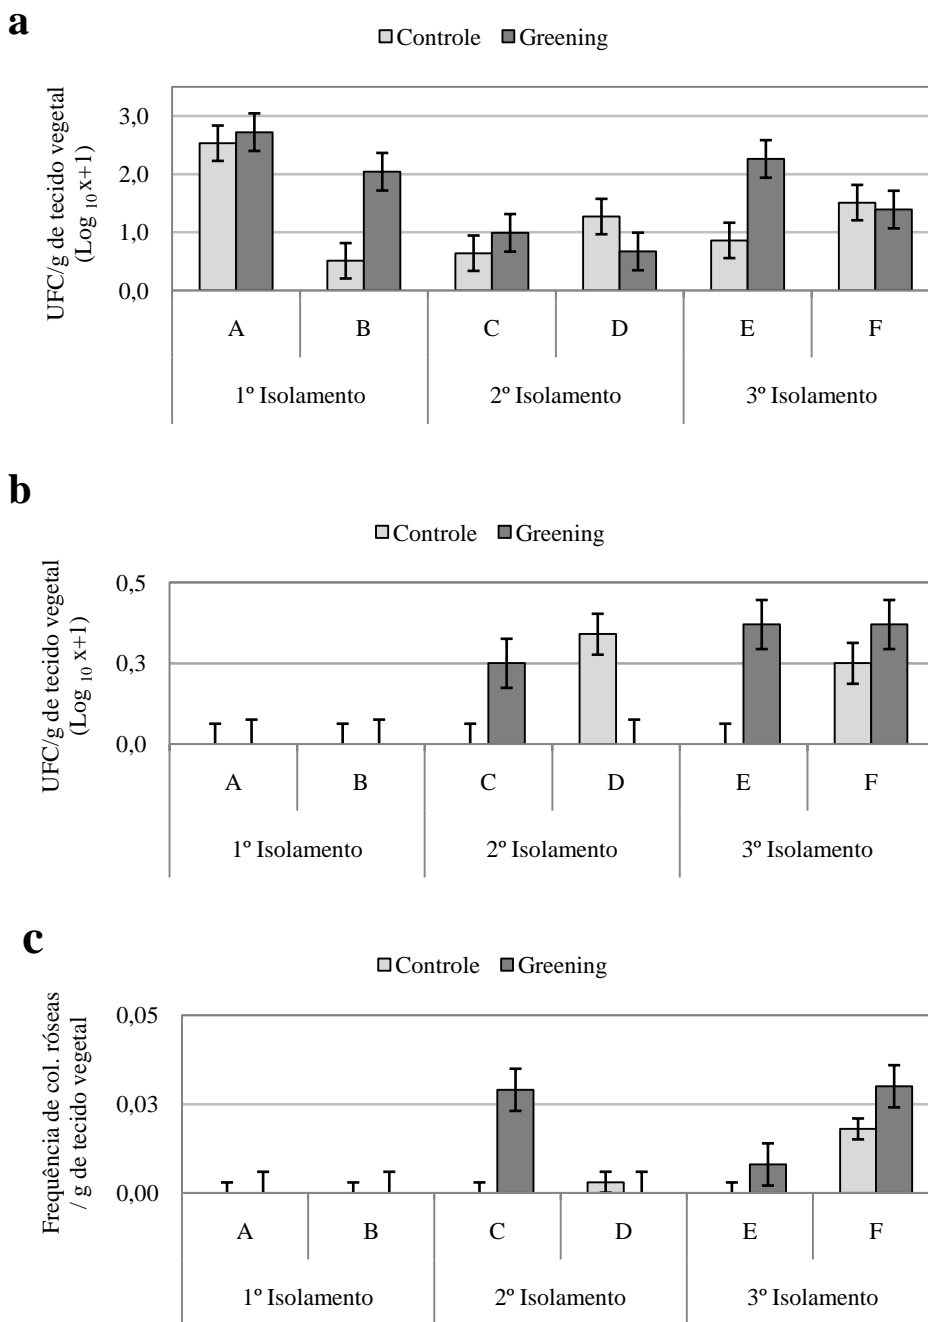 a
Controle Greening
UFC/g de tecido vegetal
(Log 10 x+1)
3,0
2,0
1,0
0,0
A B C D E F
1º Isolamento 2º Isolamento 3º Isolamento
b
Controle Greening
UFC/g de tecido vegetal
(Log 10 x+1)
0,5
0,3
0,0
A B C D E F
1º Isolamento 2º Isolamento 3º Isolamento
c
Controle Greening
Frequência de col. róseas
/ g de tecido vegetal
0,05
0,03
0,00
A B C D E F
1º Isolamento 2º Isolamento 3º Isolamento